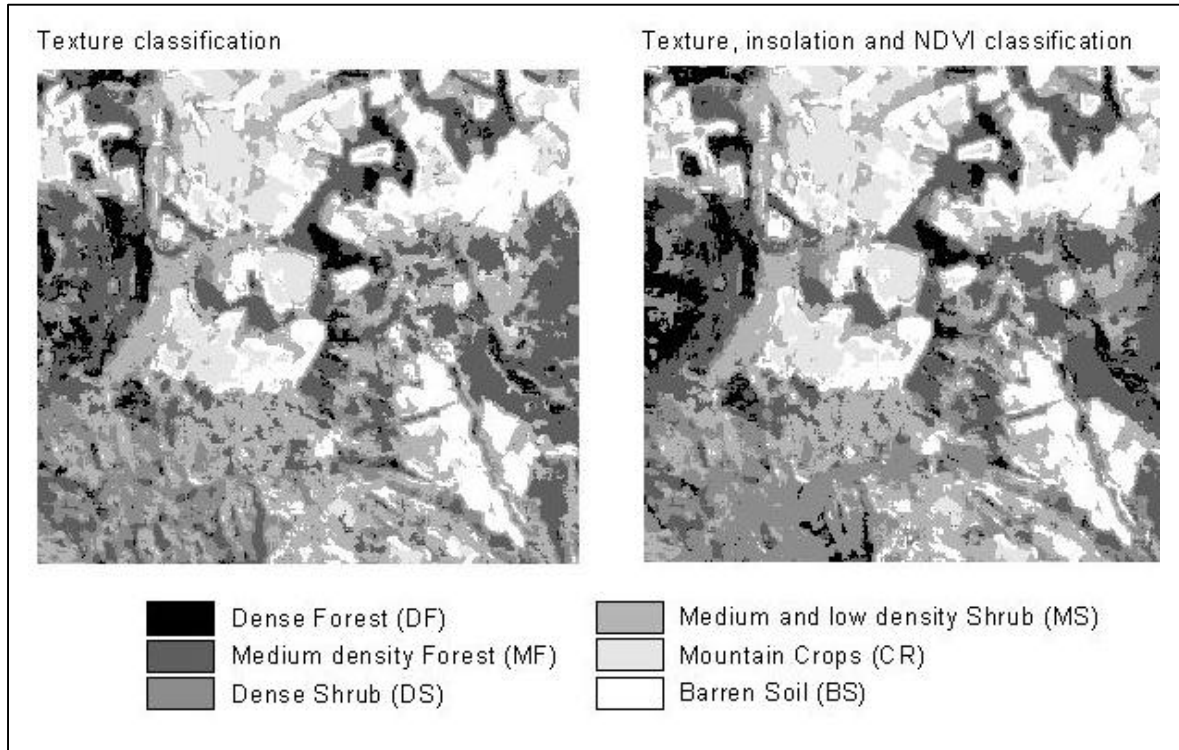 Texture classification
Texture, insolation and NDVI classification
Dense Forest (DF)
Medium density Forest (MF)
Dense Shrub (DS)
Medium and low density Shrub (MS)
Mountain Crops (CR)
Barren Soil (BS)